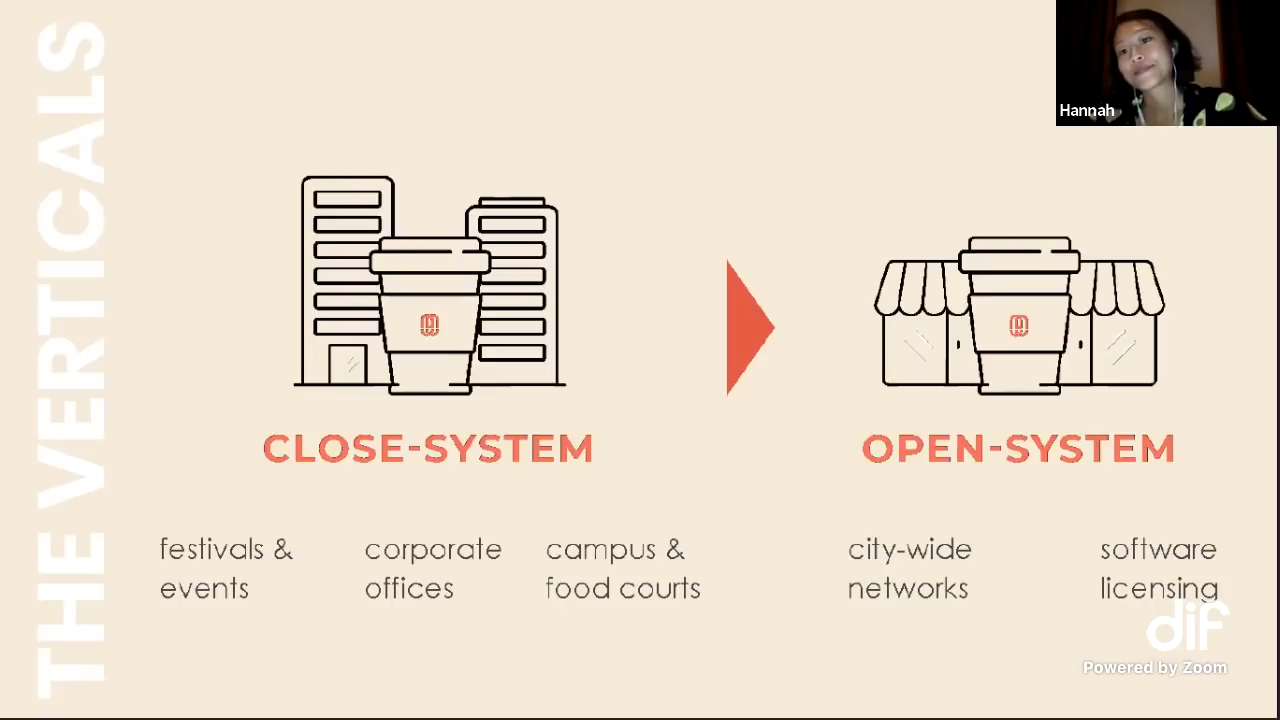 THE VERTICALS
Hannah
CLOSE-SYSTEM
OPEN-SYSTEM
festivals &
events
corporate
offices
campus &
food courts
city-wide
networks
software
licensing
dif
Powered by Zoom